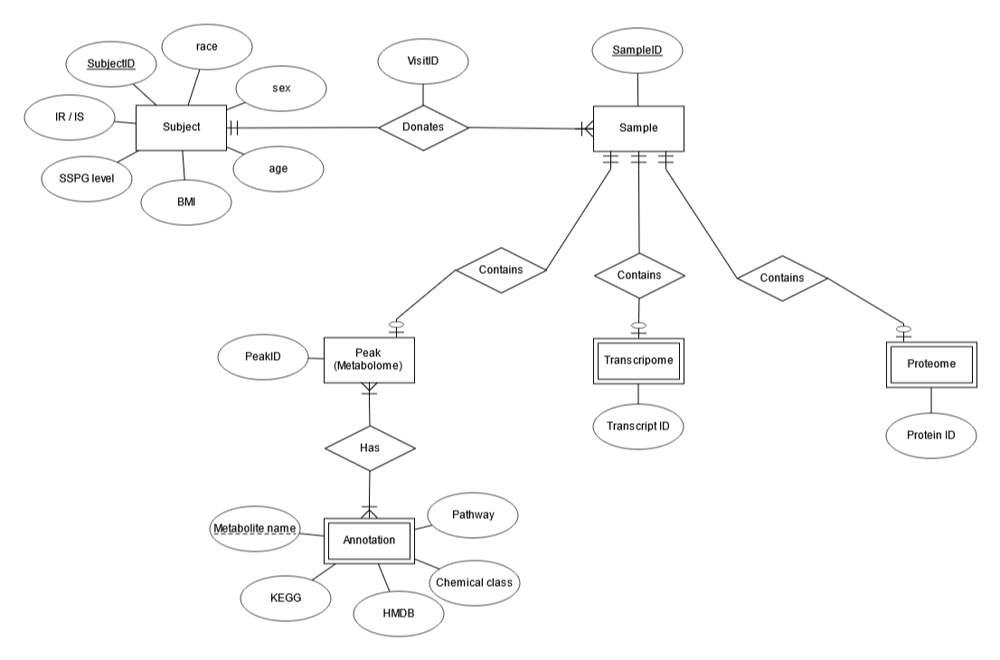 race
VisitID
SampleID
SubjectID
sex
IR / IS
Subject
Donates
Sample
age
SSPG level
BMI
Contains
Contains
Contains
PeakID
Peak
(Metabolome)
Transcripome
Proteome
Transcript ID
Protein ID
Has
Pathway
Metabolite name
Annotation
Chemical class
KEGG
HMDB